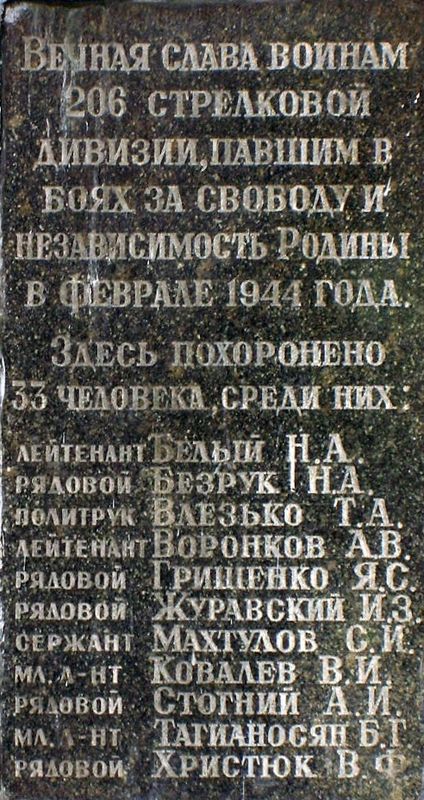 Вечная слава воинам
206 стрелковой
дивизии, павшим в
боях за свободу и
независимость Родины
в феврале 1944 года.
Здесь похоронено
33 человека, среди них:
лейтенант Белый Н.А.
рядовой Безрук Н.А.
политрук Влезько Т.А.
лейтенант Воронков А.В.
рядовой Грищенко Я.С.
рядовой Журавский И.З.
сержант Махтулов С.И.
мл. л-нт Ковалев В.И.
рядовой Стогний А.И.
мл. л-нт Тагианосян Б.Г
рядовой Христюк В.Ф.